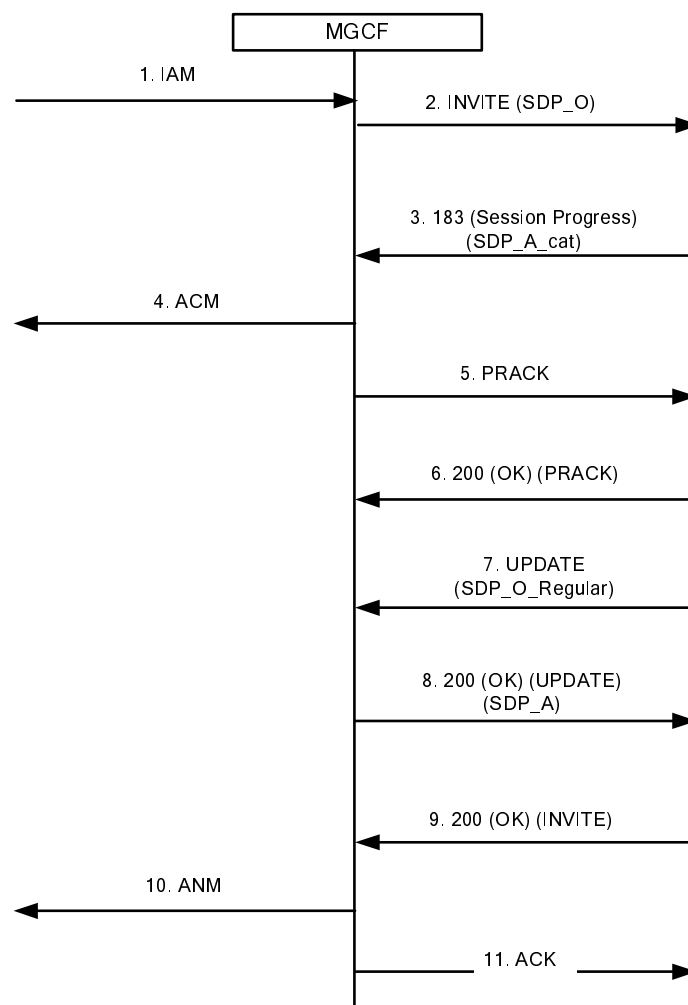 MGCF
1. IAM
2. INVITE (SDP_O)
3. 183 (Session Progress)
(SDP_A_cat)
4. ACM
5. PRACK
6. 200 (OK) (PRACK)
7. UPDATE
(SDP_O_Regular)
8. 200 (OK) (UPDATE)
(SDP_A)
9. 200 (OK) (INVITE)
10. ANM
11. ACK